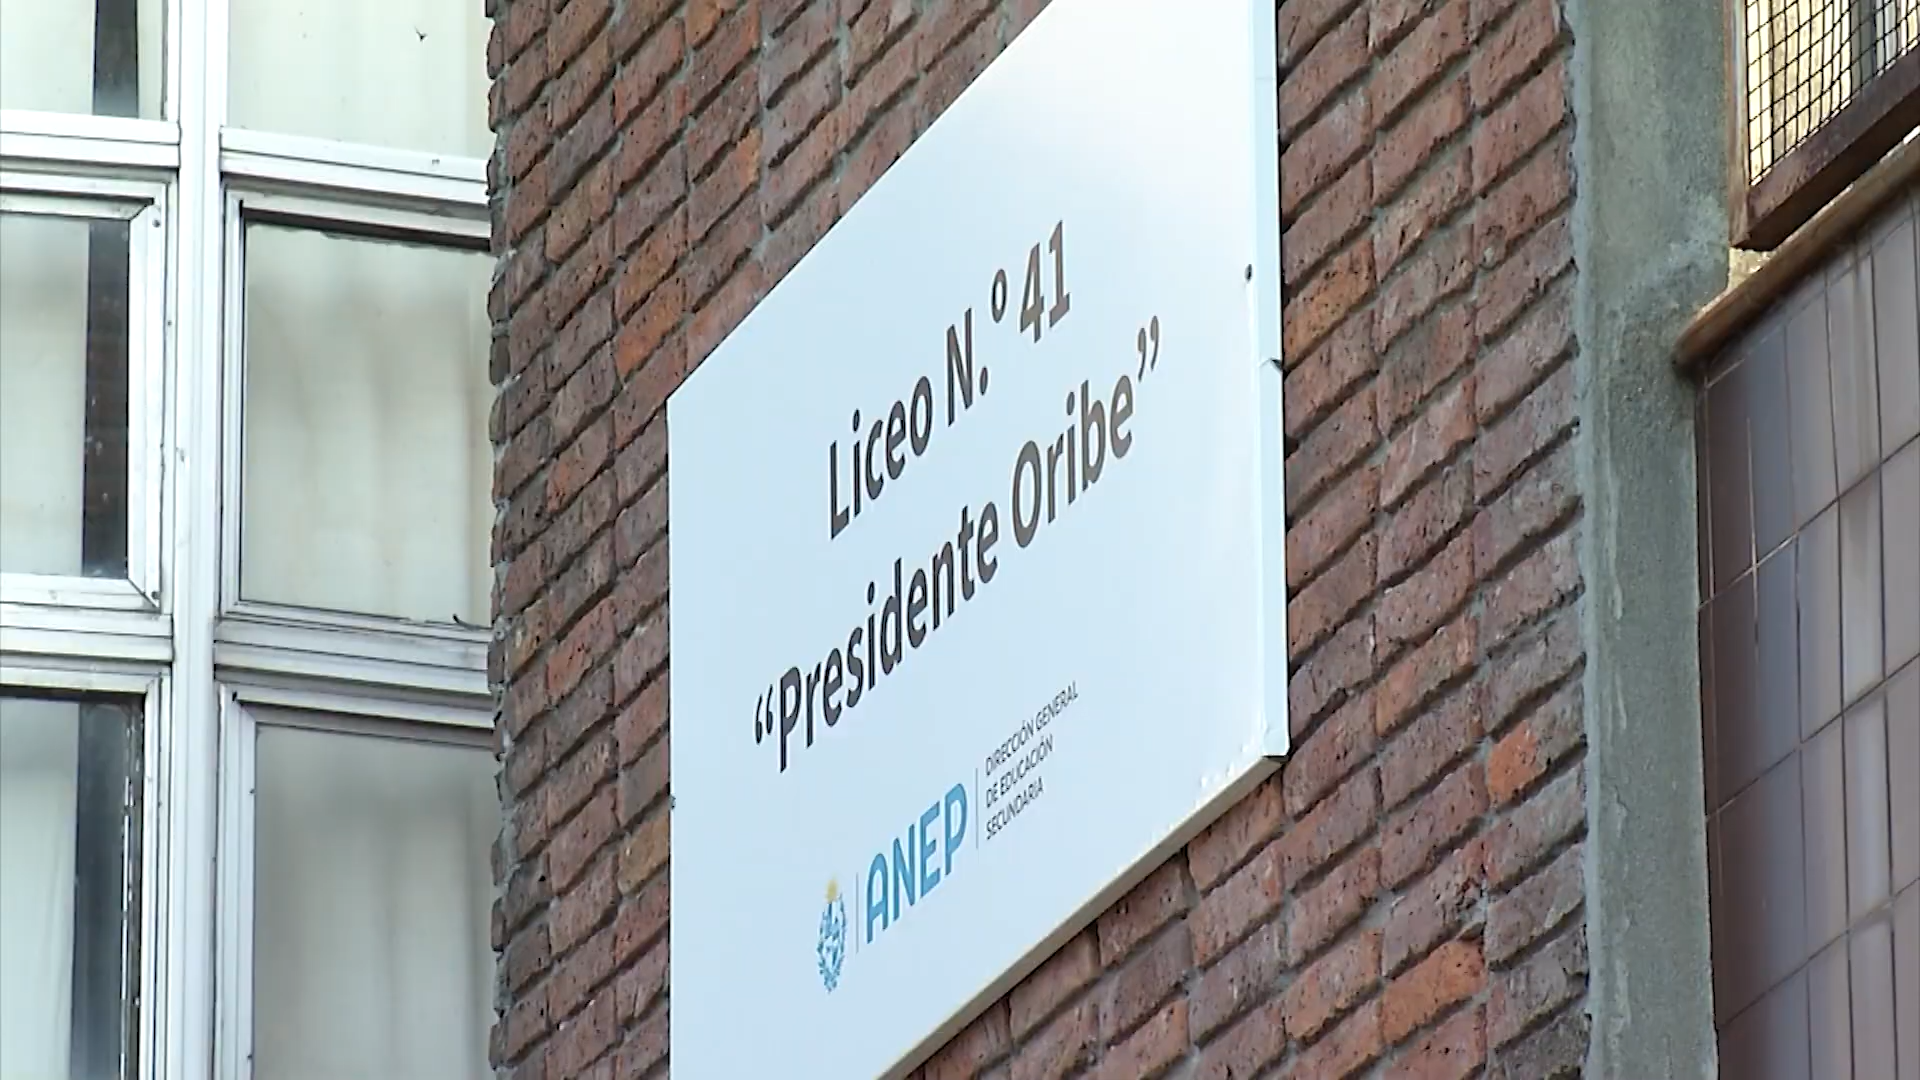 Liceo N.º 41
“Presidente Oribe”
ANEP
DIRECCIÓN GENERAL
DE EDUCACIÓN
SECUNDARIA